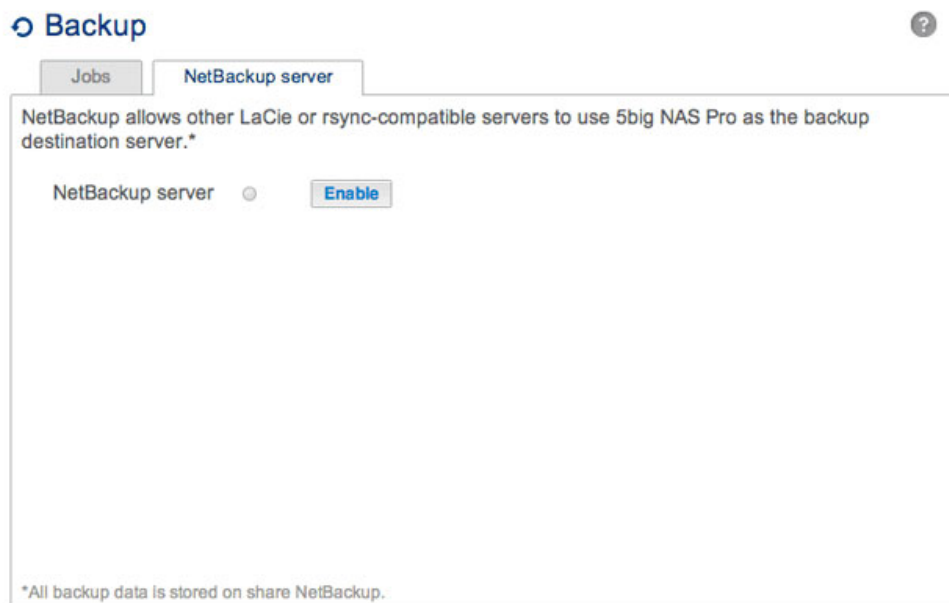 Backup
?
Jobs
NetBackup server
NetBackup allows other LaCie or rsync-compatible servers to use 5big NAS Pro as the backup
destination server.*
NetBackup server
Enable
*All backup data is stored on share NetBackup.